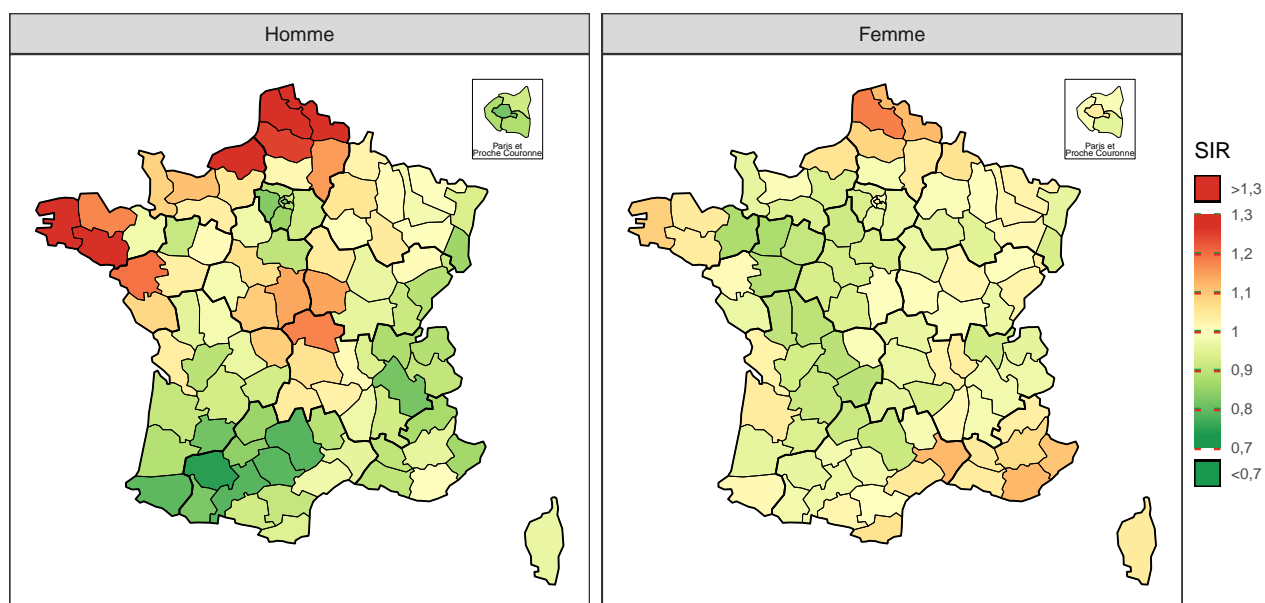 Homme
Femme
Paris et
Proche Couronne
Paris et
Proche Couronne
SIR
>1,3
1,3
1,2
1,1
1
0,9
0,8
0,7
<0,7